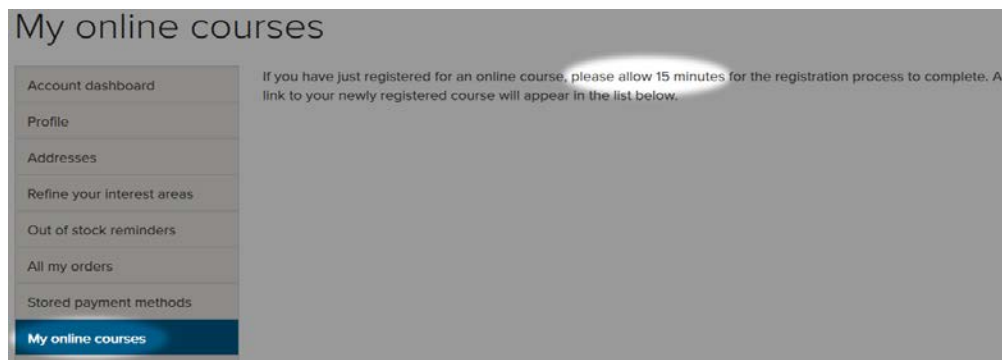 My online courses
Account dashboard
Profile
Addresses
Refine your interest areas
Out of stock reminders
All my orders
Stored payment methods
My online courses
If you have just registered for an online course, please allow 15 minutes for the registration process to complete. A
link to your newly registered course will appear in the list below.